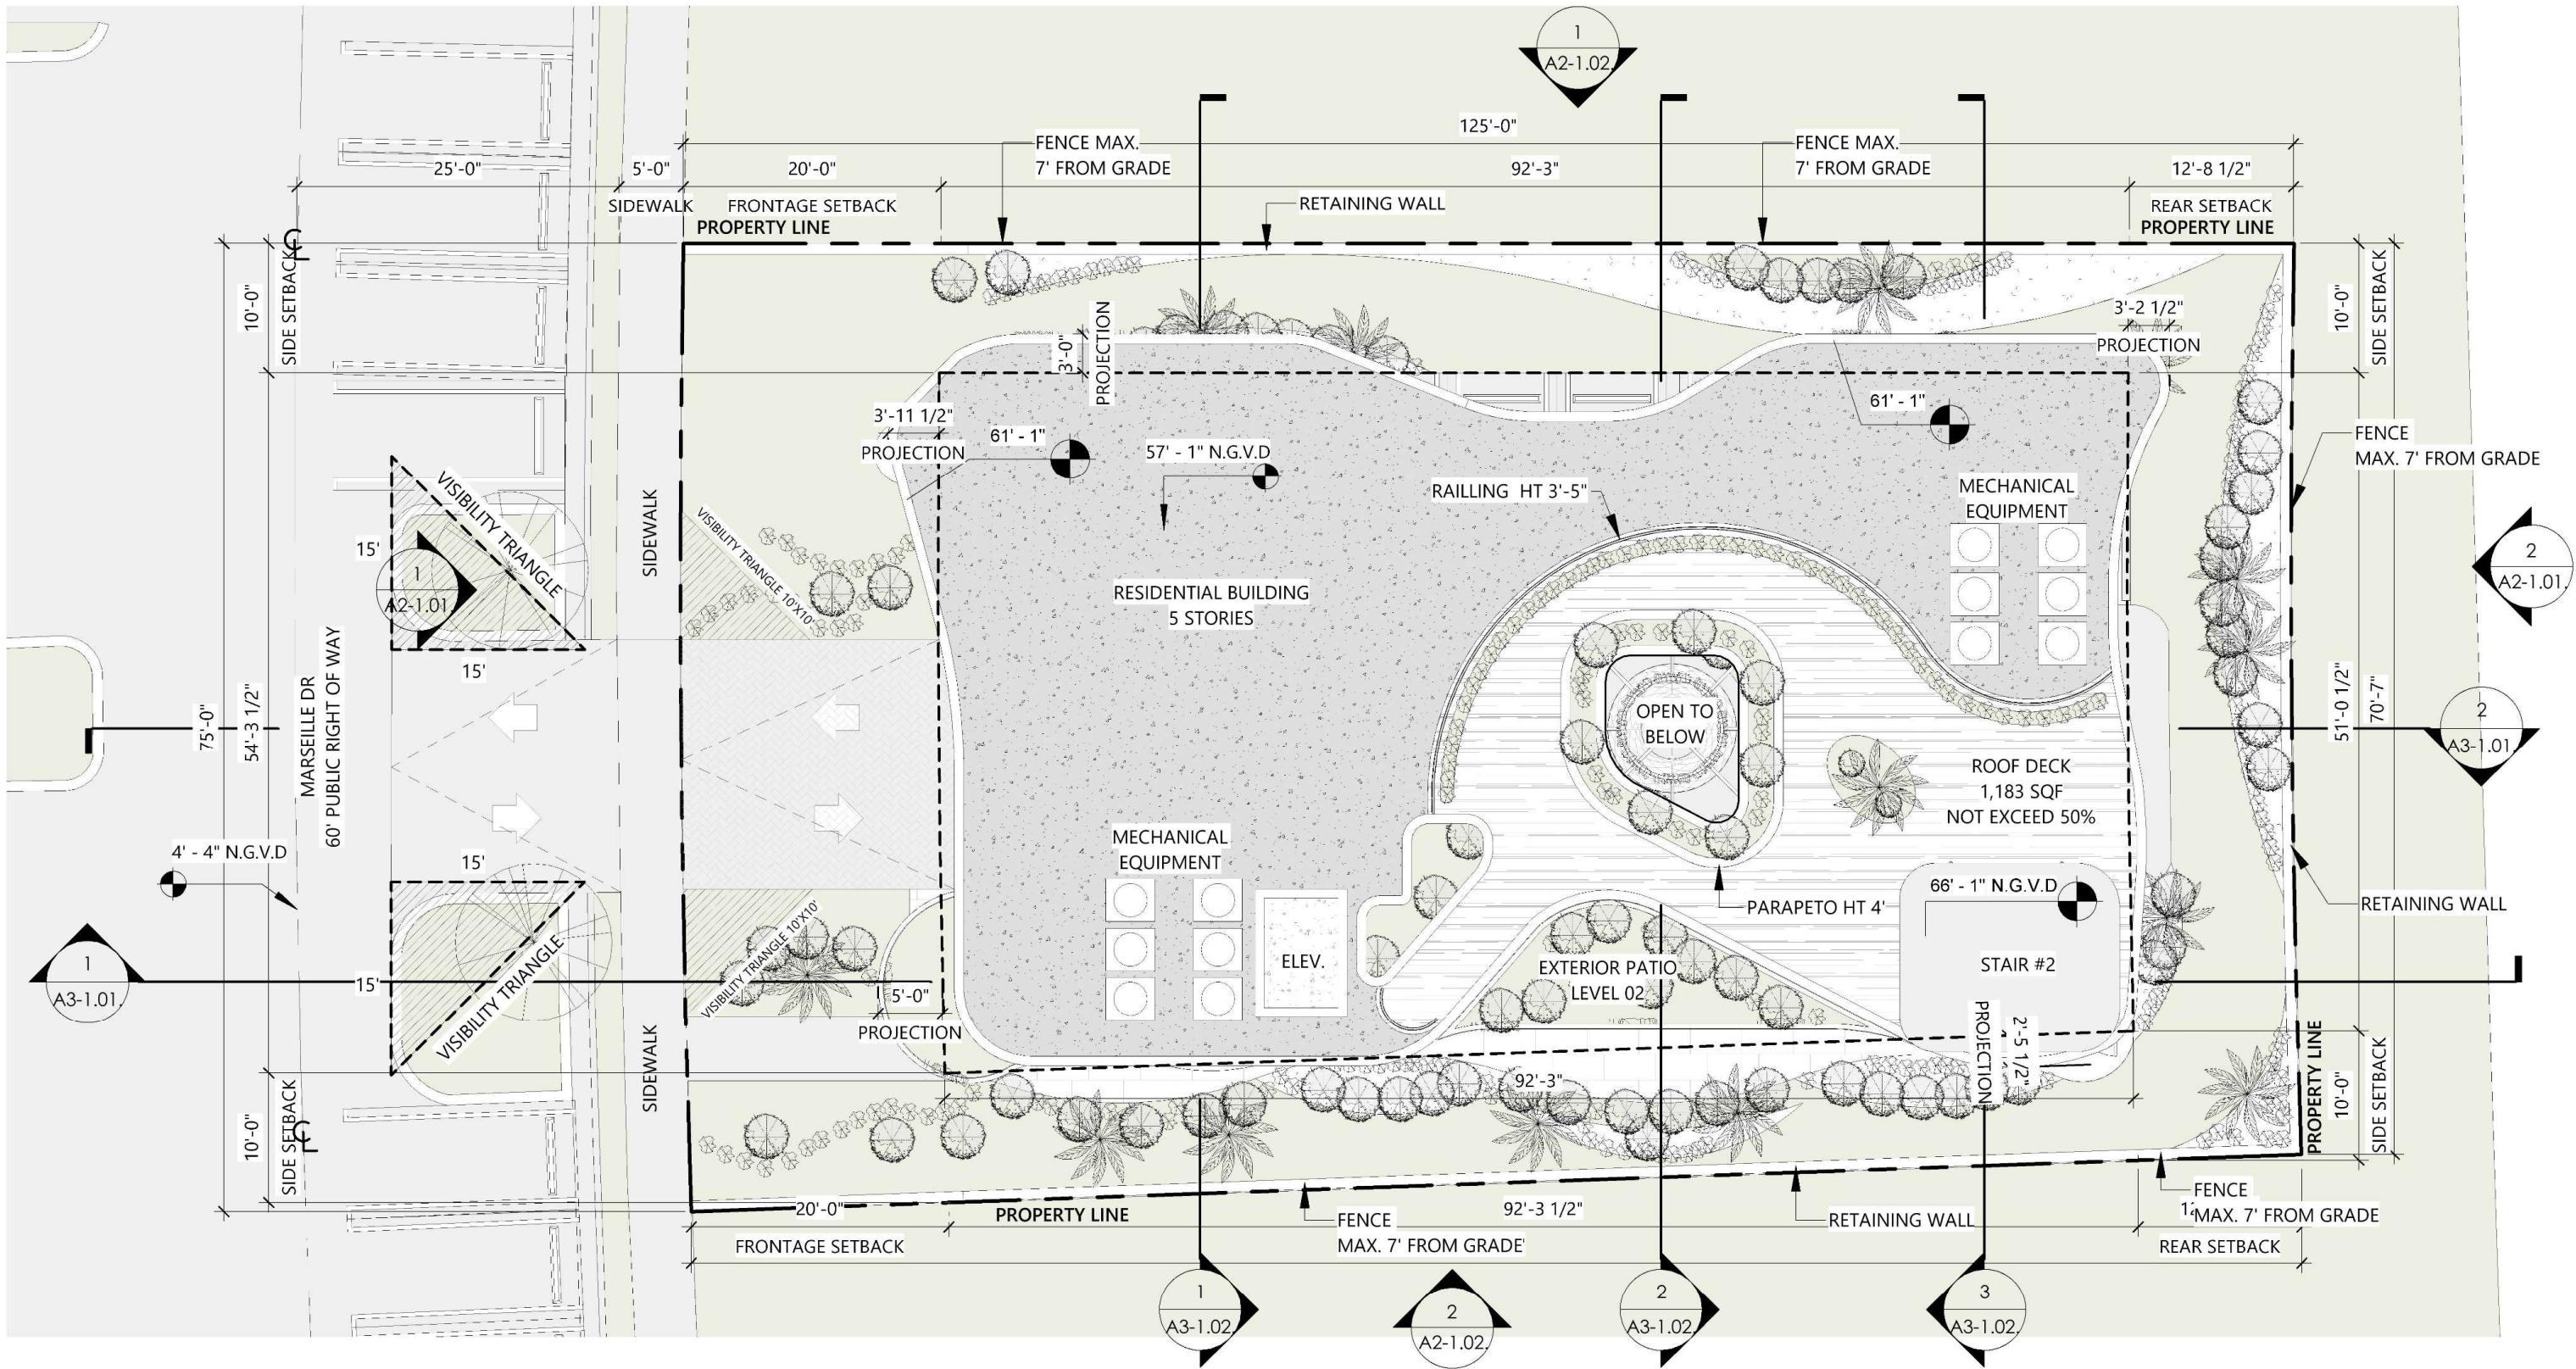 1
A2-1.02.
125'-0"
FENCE MAX.
7' FROM GRADE
FENCE MAX.
7' FROM GRADE
25'-0"
5'-0"
20'-0"
92'-3"
12'-8 1/2"
SIDEWALK
FRONTAGE SETBACK
RETAINING WALL
REAR SETBACK
PROPERTY LINE
PROPERTY LINE
10'-0"
SIDE SETBACK
10'-0"
SIDE SETBACK
3'-0"
PROJECTION
3'-2 1/2"
PROJECTION
3'-11 1/2"
PROJECTION
61' - 1"
57' - 1" N.G.V.D
61' - 1"
FENCE
MAX. 7' FROM GRADE
RAILLING HT 3'-5"
MECHANICAL
EQUIPMENT
VISIBILITY TRIANGLE
15'
15'
1
A2-1.01.
SIDEWALK
VISIBILITY TRIANGLE 10'X10'
RESIDENTIAL BUILDING
5 STORIES
2
A2-1.01.
75'-0"
54'-3 1/2"
MARSEILLE DR
60' PUBLIC RIGHT OF WAY
OPEN TO
BELOW
51'-0 1/2"
70'-7"
2
A3-1.01.
ROOF DECK
1,183 SQF
NOT EXCEED 50%
MECHANICAL
EQUIPMENT
4' - 4" N.G.V.D
15'
15'
VISIBILITY TRIANGLE
VISIBILITY TRIANGLE 10'X10'
66' - 1" N.G.V.D
PARAPETO HT 4'
RETAINING WALL
1
A3-1.01.
ELEV.
EXTERIOR PATIO
LEVEL 02
STAIR #2
5'-0"
PROJECTION
PROJECTION
2'-5 1/2"
SIDEWALK
92'-3"
10'-0"
SIDE SETBACK
PROPERTY LINE
10'-0"
SIDE SETBACK
20'-0"
PROPERTY LINE
92'-3 1/2"
FRONTAGE SETBACK
FENCE
MAX. 7' FROM GRADE'
RETAINING WALL
FENCE
MAX. 7' FROM GRADE
REAR SETBACK
1
A3-1.02.
2
A2-1.02.
2
A3-1.02.
3
A3-1.02.